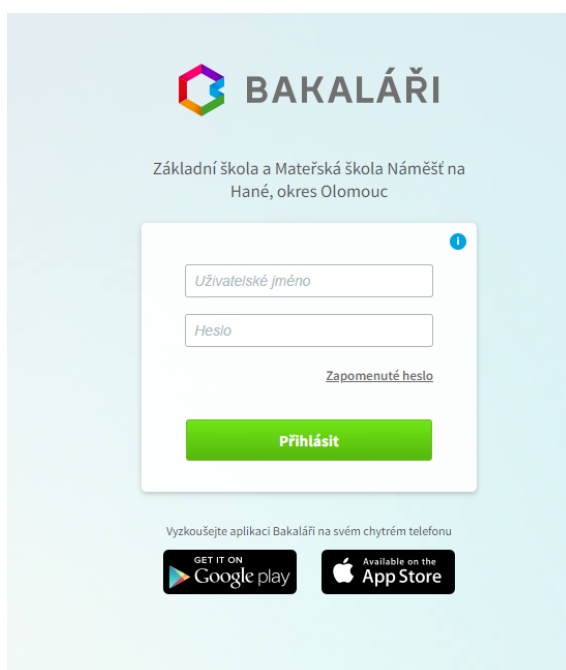 BAKALÁŘI
Základní škola a Mateřská škola Náměšť na
Hané, okres Olomouc
i
Uživatelské jméno
Heslo
Zapomenuté heslo
Přihlásit
Vyzkoušejte aplikaci Bakaláři na svém chytrém telefonu
GET IT ON
Google play
Available on the
App Store